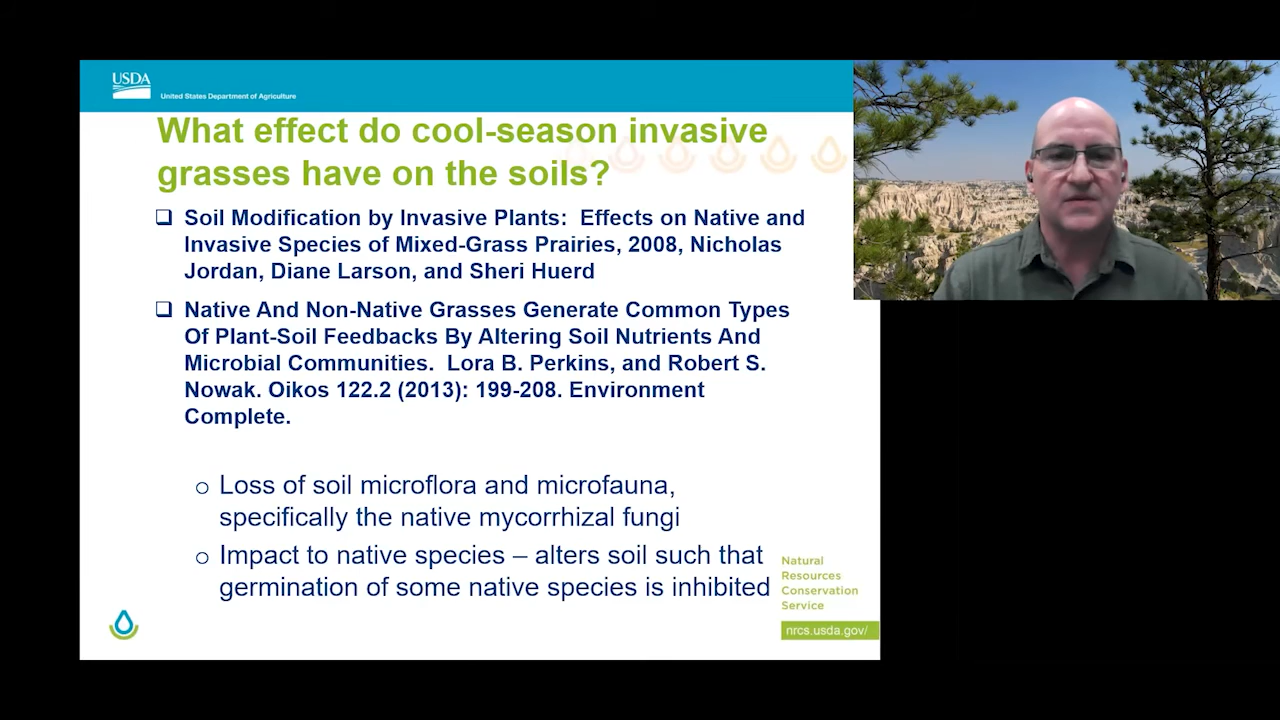 USDA
United States Department of Agriculture
What effect do cool-season invasive
grasses have on the soils?
❑ Soil Modification by Invasive Plants:  Effects on Native and
Invasive Species of Mixed-Grass Prairies, 2008, Nicholas
Jordan, Diane Larson, and Sheri Huerd
❑ Native And Non-Native Grasses Generate Common Types
Of Plant-Soil Feedbacks By Altering Soil Nutrients And
Microbial Communities.  Lora B. Perkins, and Robert S.
Nowak. Oikos 122.2 (2013): 199-208. Environment
Complete.
o Loss of soil microflora and microfauna,
specifically the native mycorrhizal fungi
o Impact to native species – alters soil such that
germination of some native species is inhibited
Natural
Resources
Conservation
Service
nrcs.usda.gov/